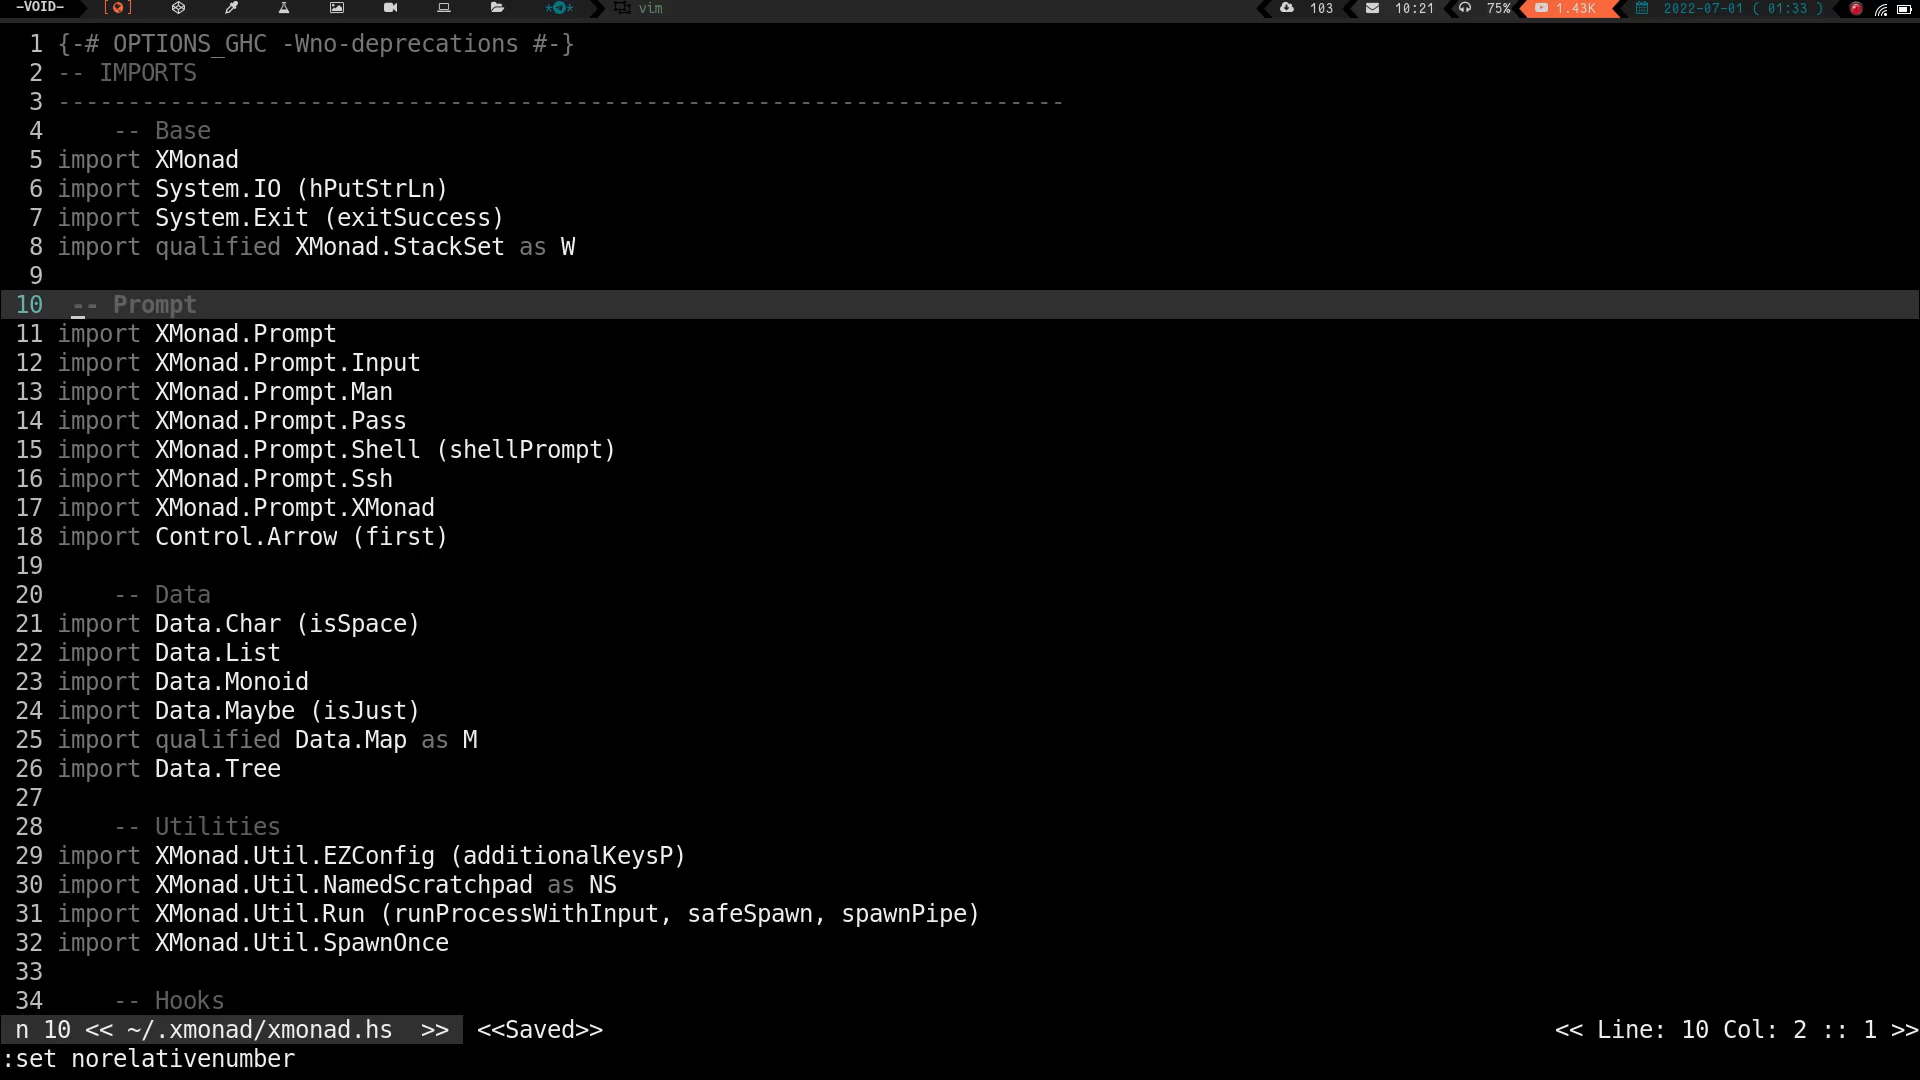 -VOID- [ ] ** vim 103 10:21 75% 1.43K 2022-07-01 ( 01:33 )
1 {-# OPTIONS_GHC -Wno-deprecations #-}
2 -- IMPORTS
3 ------------------------------------------------------------------------
4     -- Base
5 import XMonad
6 import System.IO (hPutStrLn)
7 import System.Exit (exitSuccess)
8 import qualified XMonad.StackSet as W
9
10  -- Prompt
11 import XMonad.Prompt
12 import XMonad.Prompt.Input
13 import XMonad.Prompt.Man
14 import XMonad.Prompt.Pass
15 import XMonad.Prompt.Shell (shellPrompt)
16 import XMonad.Prompt.Ssh
17 import XMonad.Prompt.XMonad
18 import Control.Arrow (first)
19
20     -- Data
21 import Data.Char (isSpace)
22 import Data.List
23 import Data.Monoid
24 import Data.Maybe (isJust)
25 import qualified Data.Map as M
26 import Data.Tree
27
28     -- Utilities
29 import XMonad.Util.EZConfig (additionalKeysP)
30 import XMonad.Util.NamedScratchpad as NS
31 import XMonad.Util.Run (runProcessWithInput, safeSpawn, spawnPipe)
32 import XMonad.Util.SpawnOnce
33
34     -- Hooks
n 10 << ~/.xmonad/xmonad.hs  >> <<Saved>> << Line: 10 Col: 2 :: 1 >>
:set norelativenumber